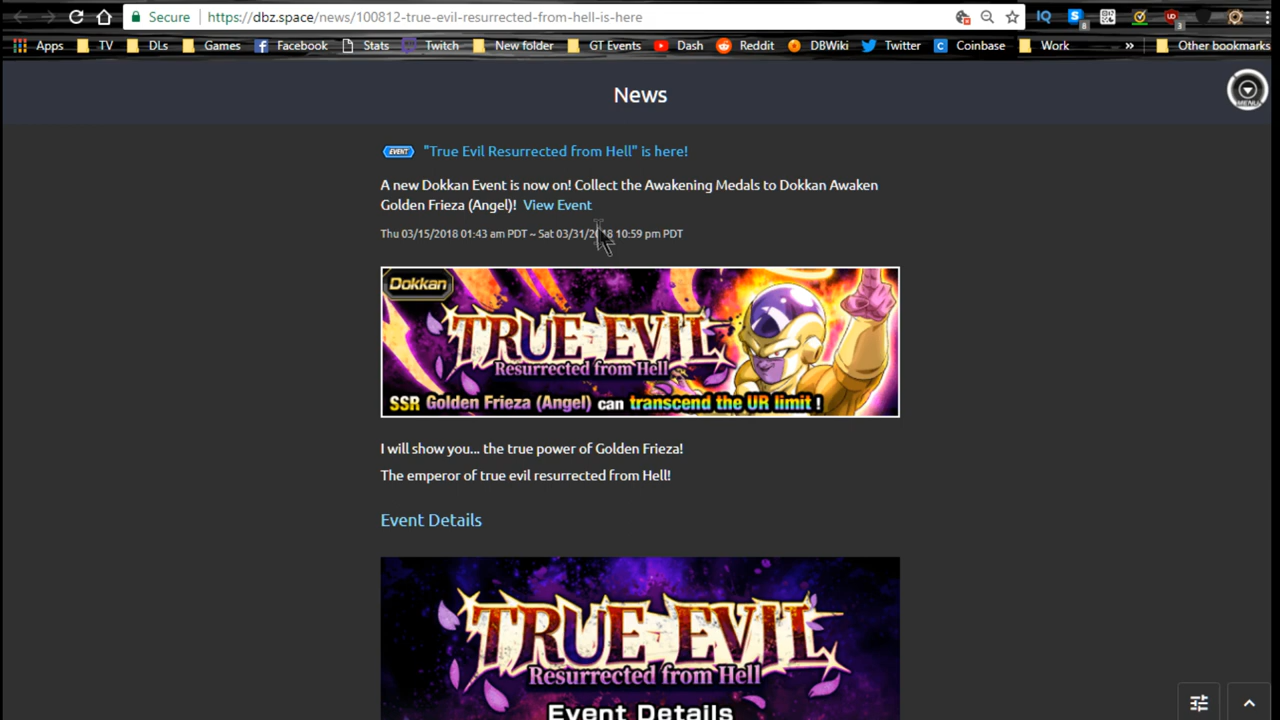 Secure https://dbz.space/news/100812-true-evil-resurrected-from-hell-is-here
IQ 8 UD 3
Apps TV DLs Games Facebook Stats Twitch New folder GT Events Dash Reddit DBWiki Twitter Coinbase Work » Other bookmarks
News
MENU
EVENT "True Evil Resurrected from Hell" is here!
A new Dokkan Event is now on! Collect the Awakening Medals to Dokkan Awaken
Golden Frieza (Angel)! View Event
Thu 03/15/2018 01:43 am PDT ~ Sat 03/31/2018 10:59 pm PDT
Dokkan
TRUE EVIL
Resurrected from Hell
SSR Golden Frieza (Angel) can transcend the UR limit !
I will show you... the true power of Golden Frieza!
The emperor of true evil resurrected from Hell!
Event Details
TRUE EVIL
Resurrected from Hell
Event Details